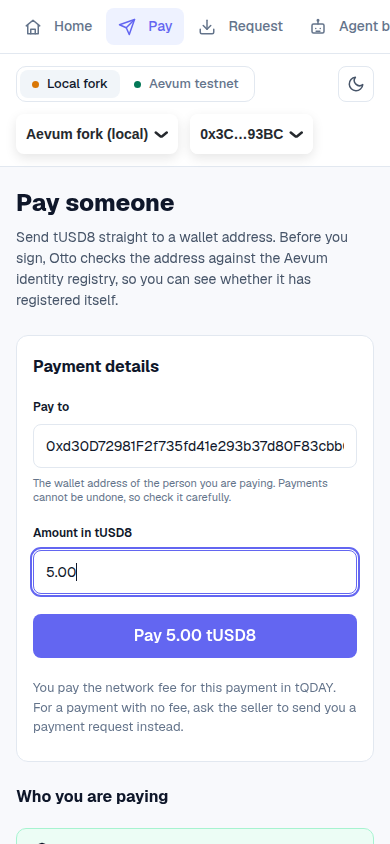 Home
Pay
Request
Agent b
Local fork
Aevum testnet
Aevum fork (local)
0x3C...93BC
Pay someone
Send tUSD8 straight to a wallet address. Before you
sign, Otto checks the address against the Aevum
identity registry, so you can see whether it has
registered itself.
Payment details
Pay to
0xd30D72981F2f735fd41e293b37d80F83cbb
The wallet address of the person you are paying. Payments
cannot be undone, so check it carefully.
Amount in tUSD8
5.00
Pay 5.00 tUSD8
You pay the network fee for this payment in tQDAY.
For a payment with no fee, ask the seller to send you a
payment request instead.
Who you are paying